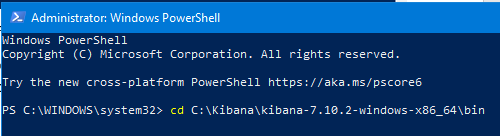 Administrator: Windows PowerShell
Windows PowerShell
Copyright (C) Microsoft Corporation. All rights reserved.
Try the new cross-platform PowerShell https://aka.ms/pscore6
PS C:\WINDOWS\system32> cd C:\Kibana\kibana-7.10.2-windows-x86_64\bin